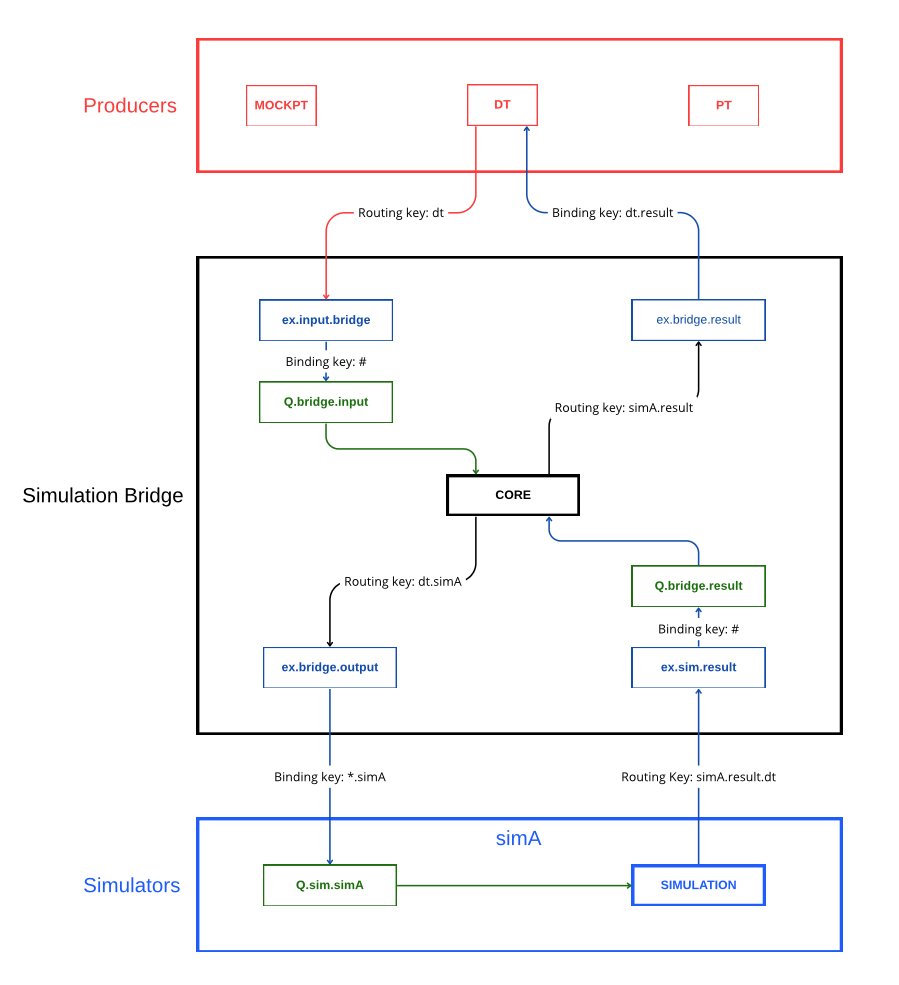 Producers
MOCKPT
DT
PT
Routing key: dt
Binding key: dt.result
ex.input.bridge
ex.bridge.result
Binding key: #
Q.bridge.input
Routing key: simA.result
Simulation Bridge
CORE
Routing key: dt.simA
Q.bridge.result
Binding key: #
ex.bridge.output
ex.sim.result
Binding key: *.simA
Routing Key: simA.result.dt
simA
Simulators
Q.sim.simA
SIMULATION